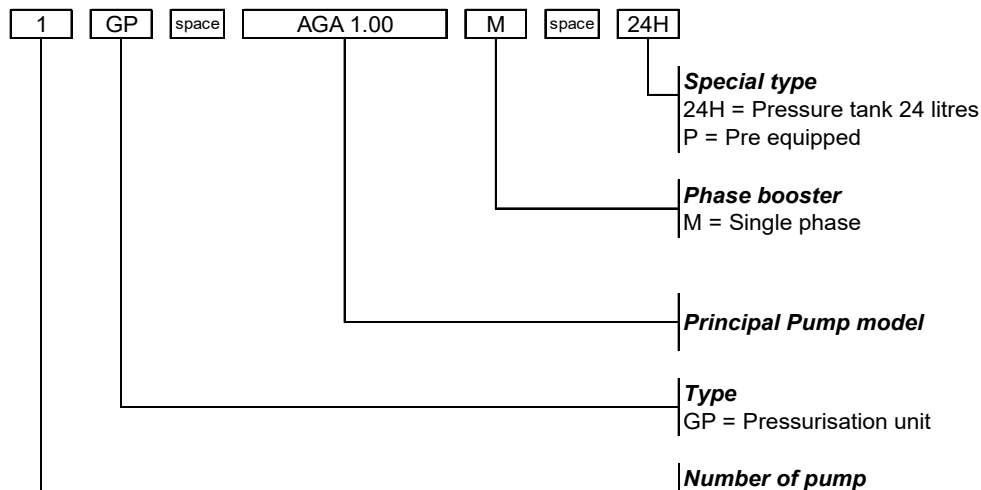 1 GP space AGA 1.00 M space 24H
Special type
24H = Pressure tank 24 litres
P = Pre equipped
Phase booster
M = Single phase
Principal Pump model
Type
GP = Pressurisation unit
Number of pump